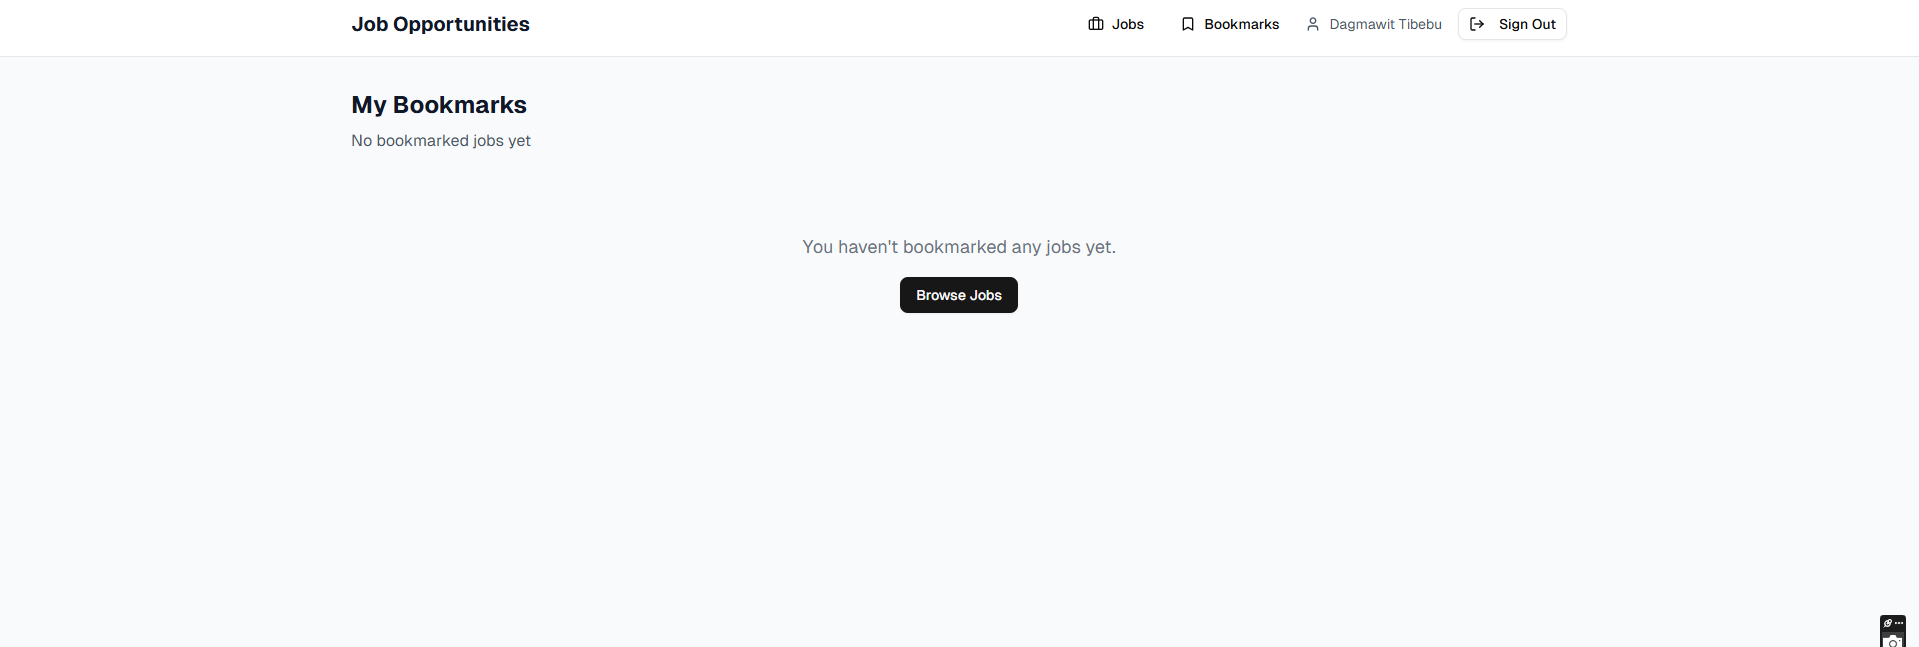 Job Opportunities
Jobs
Bookmarks
Dagmawit Tibebu
Sign Out
My Bookmarks
No bookmarked jobs yet
You haven't bookmarked any jobs yet.
Browse Jobs